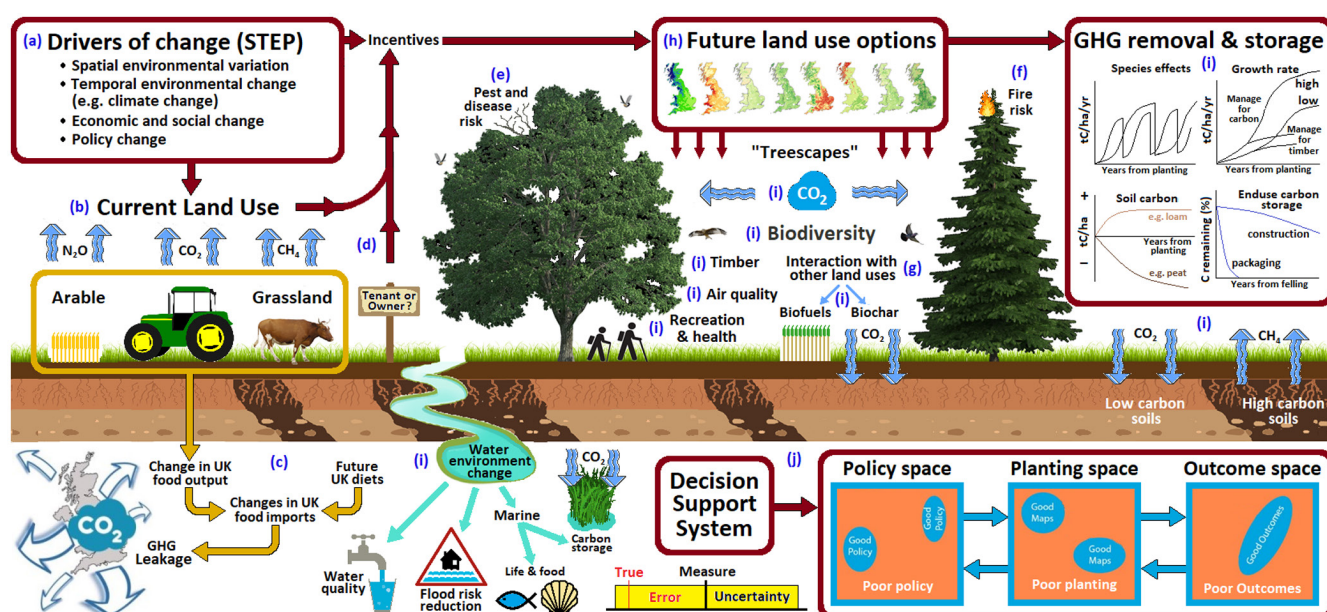 (a) Drivers of change (STEP)
• Spatial environmental variation
• Temporal environmental change
(e.g. climate change)
• Economic and social change
• Policy change
Incentives
(h) Future land use options
GHG removal & storage
Species effects
(i)
Growth rate
high
low
Manage
for
carbon
Manage
for
timber
tC/ha/yr
Years from planting
tC/ha/yr
Years from planting
+
–
tC/ha
Soil carbon
e.g. loam
Years from
planting
e.g. peat
C remaining (%)
Enduse carbon
storage
construction
packaging
Years from felling
(b) Current Land Use
N₂O
CO₂
CH₄
(d)
Arable
Grassland
Tenant or
Owner?
(e)
Pest and
disease
risk
(f)
Fire
risk
"Treescapes"
(i)
CO₂
(i) Biodiversity
(i) Timber
Interaction with
other land uses
(g)
(i) Air quality
(i)
Biofuels
Biochar
(i) Recreation
& health
CO₂
CO₂
(i)
CH₄
Low carbon
soils
High carbon
soils
CO₂
Change in UK
food output
(c)
Future
UK diets
Changes in UK
food imports
GHG
Leakage
(i)
Water
environment
change
CO₂
Marine
Carbon
storage
Water
quality
Flood risk
reduction
Life & food
True
Measure
Error
Uncertainty
Decision
Support
System
(j)
Policy space
Good
Policy
Good
Policy
Poor policy
Planting space
Good
Maps
Good
Maps
Poor planting
Outcome space
Good Outcomes
Poor Outcomes